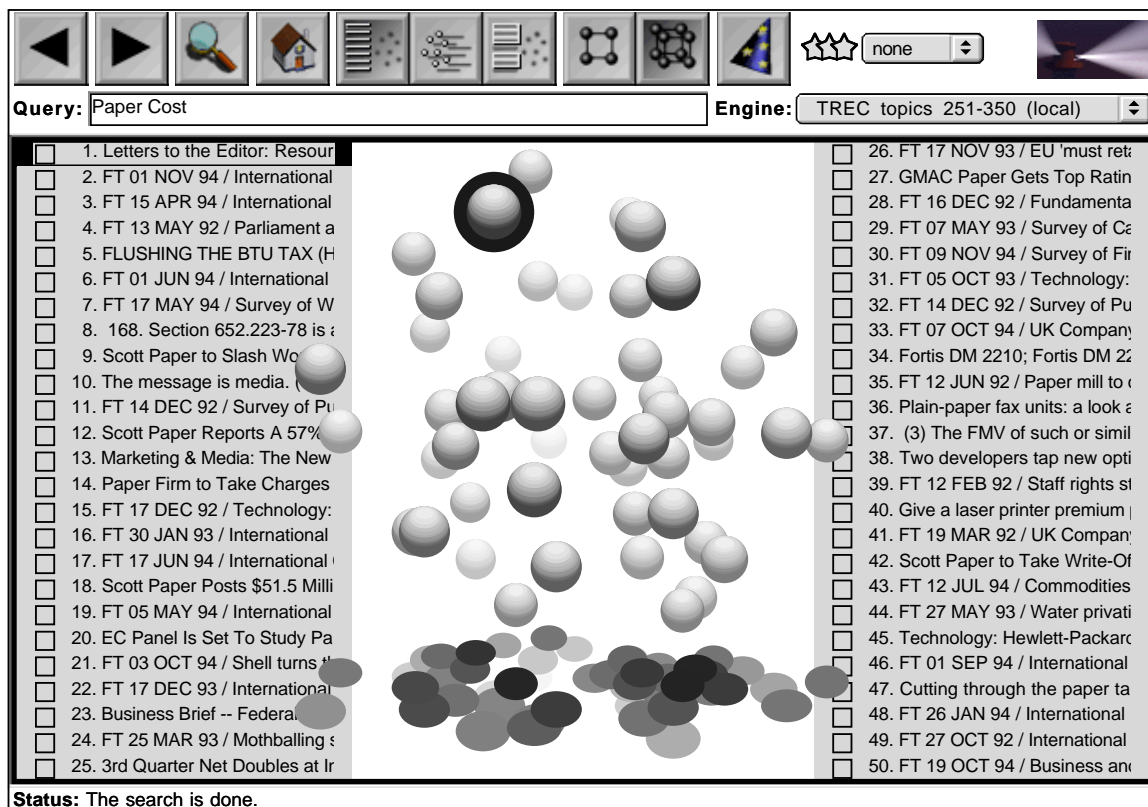 none
Query: Paper Cost Engine: TREC topics 251-350 (local)
1. Letters to the Editor: Resour
2. FT 01 NOV 94 / International
3. FT 15 APR 94 / International
4. FT 13 MAY 92 / Parliament a
5. FLUSHING THE BTU TAX (H
6. FT 01 JUN 94 / International
7. FT 17 MAY 94 / Survey of W
8. 168. Section 652.223-78 is a
9. Scott Paper to Slash Wo
10. The message is media. (
11. FT 14 DEC 92 / Survey of Pu
12. Scott Paper Reports A 57%
13. Marketing & Media: The New
14. Paper Firm to Take Charges
15. FT 17 DEC 92 / Technology:
16. FT 30 JAN 93 / International
17. FT 17 JUN 94 / International
18. Scott Paper Posts $51.5 Milli
19. FT 05 MAY 94 / International
20. EC Panel Is Set To Study Pa
21. FT 03 OCT 94 / Shell turns t
22. FT 17 DEC 93 / International
23. Business Brief -- Federa
24. FT 25 MAR 93 / Mothballing s
25. 3rd Quarter Net Doubles at In
26. FT 17 NOV 93 / EU 'must reta
27. GMAC Paper Gets Top Ratin
28. FT 16 DEC 92 / Fundamenta
29. FT 07 MAY 93 / Survey of Ca
30. FT 09 NOV 94 / Survey of Fin
31. FT 05 OCT 93 / Technology:
32. FT 14 DEC 92 / Survey of Pu
33. FT 07 OCT 94 / UK Company
34. Fortis DM 2210; Fortis DM 22
35. FT 12 JUN 92 / Paper mill to c
36. Plain-paper fax units: a look a
37. (3) The FMV of such or simil
38. Two developers tap new opti
39. FT 12 FEB 92 / Staff rights st
40. Give a laser printer premium
41. FT 19 MAR 92 / UK Company
42. Scott Paper to Take Write-Of
43. FT 12 JUL 94 / Commodities
44. FT 27 MAY 93 / Water privati
45. Technology: Hewlett-Packard
46. FT 01 SEP 94 / International
47. Cutting through the paper ta
48. FT 26 JAN 94 / International
49. FT 27 OCT 92 / International
50. FT 19 OCT 94 / Business and
Status: The search is done.